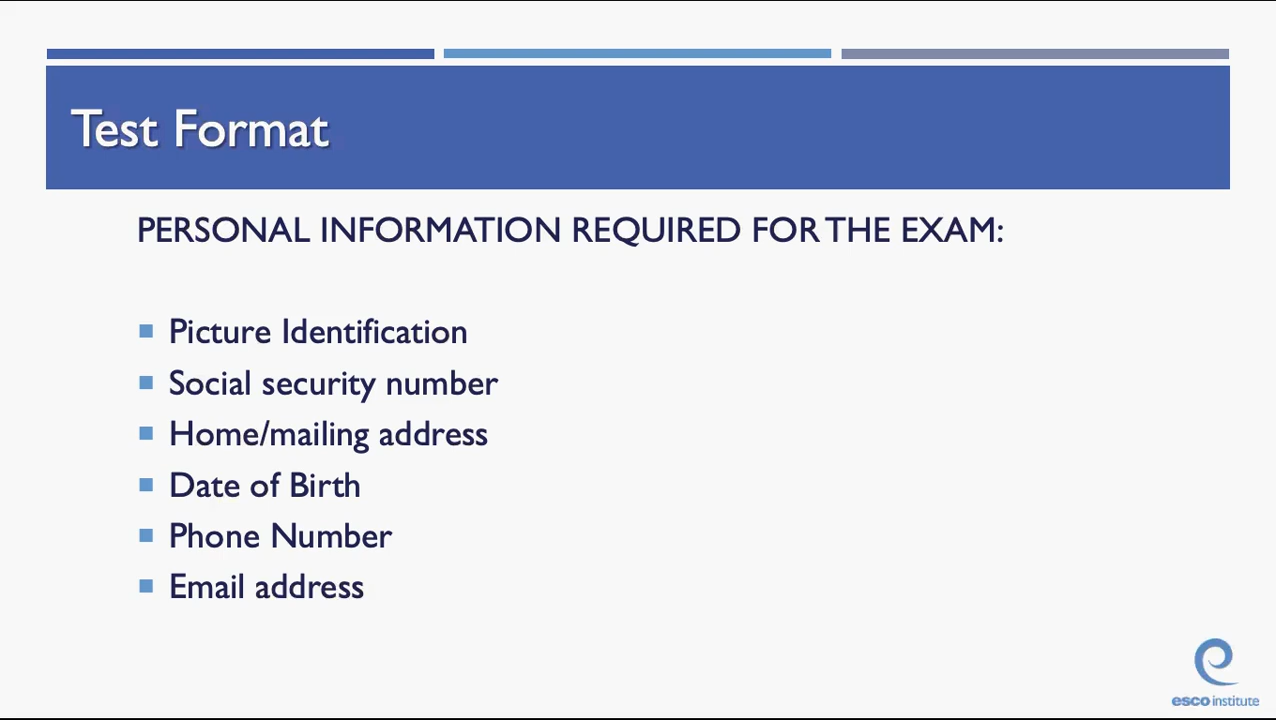 Test Format
PERSONAL INFORMATION REQUIRED FOR THE EXAM:
Picture Identification
Social security number
Home/mailing address
Date of Birth
Phone Number
Email address
esco institute